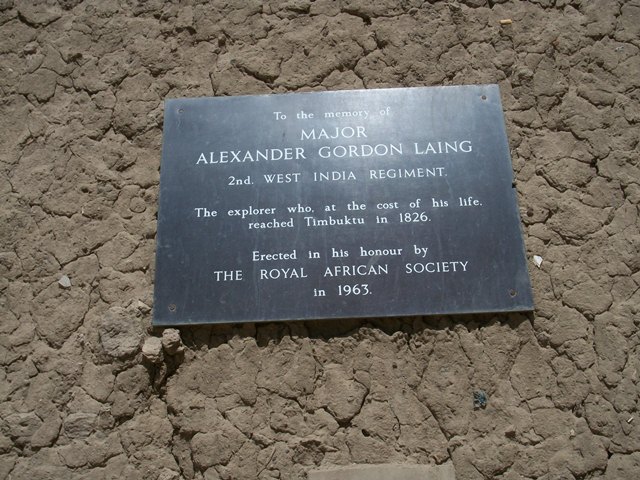 To the memory of
MAJOR
ALEXANDER GORDON LAING
2nd. WEST INDIA REGIMENT.
The explorer who, at the cost of his life,
reached Timbuktu in 1826.
Erected in his honour by
THE ROYAL AFRICAN SOCIETY
in 1963.